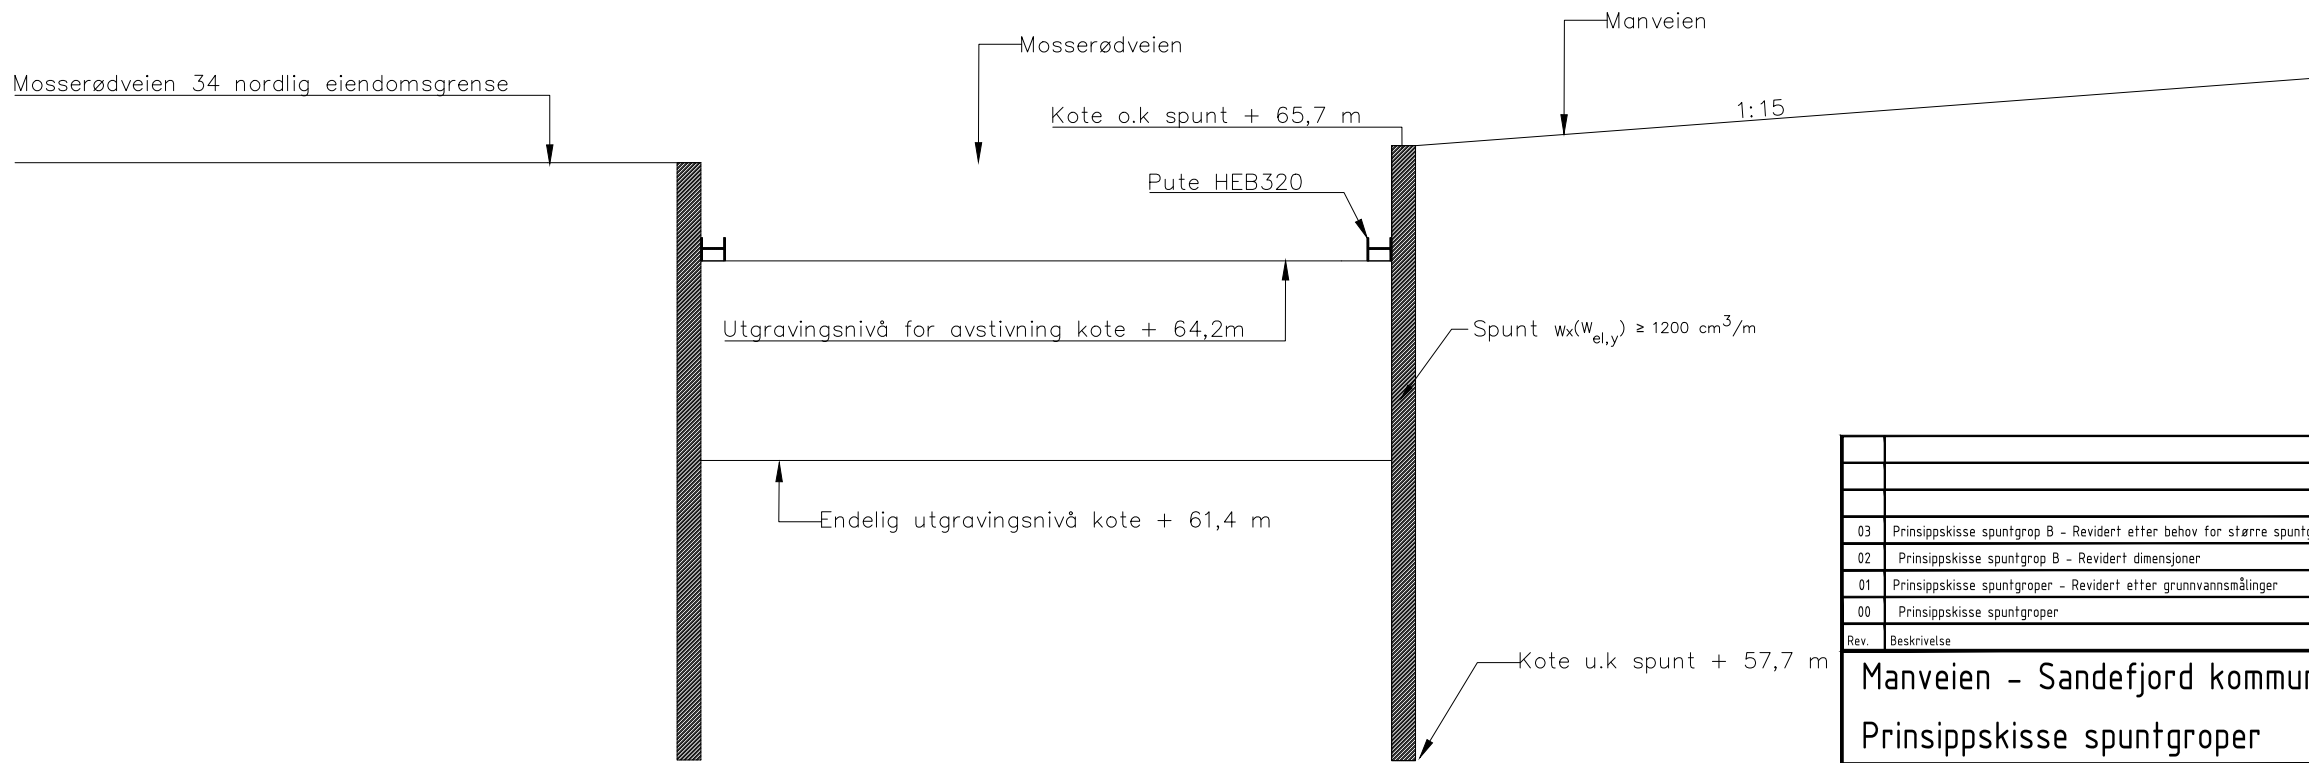 Manveien
Mosserødveien
Mosserødveien 34 nordlig eiendomsgrense
1:15
Kote o.k spunt + 65,7 m
Pute HEB320
Utgravingsnivå for avstivning kote + 64,2m
Spunt Wx(Wel,y) ≥ 1200 cm³/m
Endelig utgravingsnivå kote + 61,4 m
Kote u.k spunt + 57,7 m
03 Prinsippskisse spuntgrop B - Revidert etter behov for større
02 Prinsippskisse spuntgrop B - Revidert dimensjoner
01 Prinsippskisse spuntgroper - Revidert etter grunnvannsmålinger
00 Prinsippskisse spuntgroper
Rev. Beskrivelse
Manveien - Sandefjord
Prinsippskisse spuntgroper